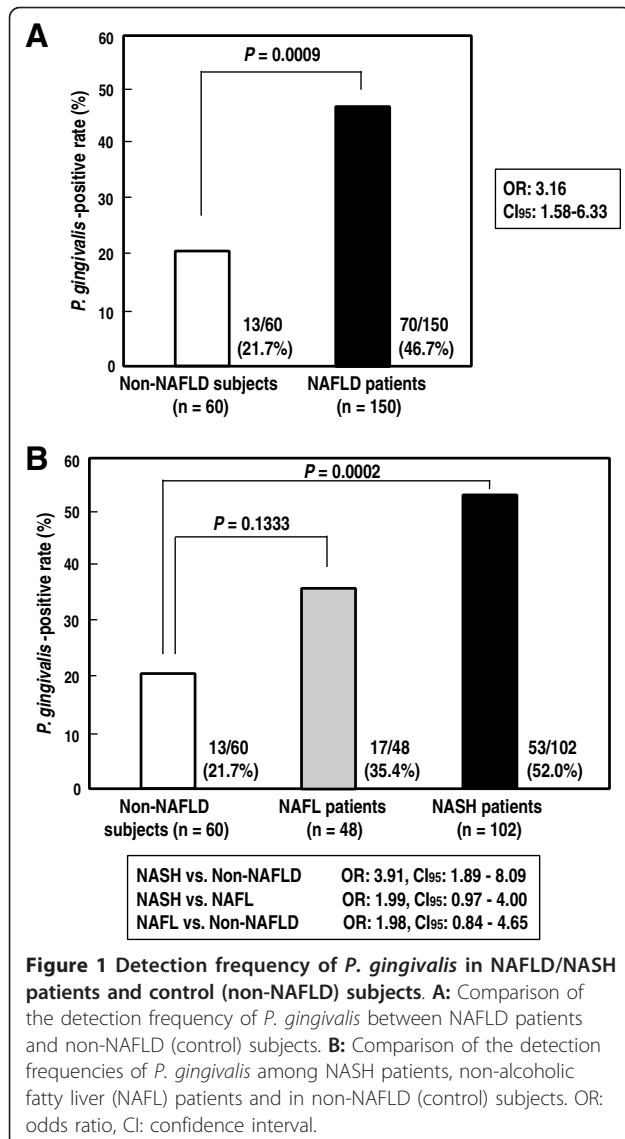 A
60
50
40
30
20
10
0
P. gingivalis-positive rate (%)
P = 0.0009
OR: 3.16
CI95: 1.58-6.33
13/60
(21.7%)
70/150
(46.7%)
Non-NAFLD subjects
(n = 60)
NAFLD patients
(n = 150)
B
60
50
40
30
20
10
0
P. gingivalis -positive rate (%)
P = 0.0002
P = 0.1333
13/60
(21.7%)
17/48
(35.4%)
53/102
(52.0%)
Non-NAFLD
subjects (n = 60)
NAFL patients
(n = 48)
NASH patients
(n = 102)
NASH vs. Non-NAFLD OR: 3.91, CI95: 1.89 - 8.09
NASH vs. NAFL OR: 1.99, CI95: 0.97 - 4.00
NAFL vs. Non-NAFLD OR: 1.98, CI95: 0.84 - 4.65
Figure 1 Detection frequency of P. gingivalis in NAFLD/NASH
patients and control (non-NAFLD) subjects. A: Comparison of
the detection frequency of P. gingivalis between NAFLD patients
and non-NAFLD (control) subjects. B: Comparison of the detection
frequencies of P. gingivalis among NASH patients, non-alcoholic
fatty liver (NAFL) patients and in non-NAFLD (control) subjects. OR:
odds ratio, CI: confidence interval.